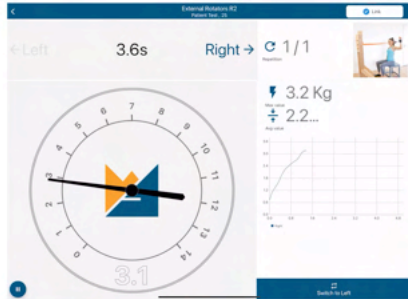 External Rotators R2
Patient Test , 25
Link
←Left
3.6s
Right→
1/1
Repetition
3.2 Kg
Max value
2.2...
Avg value
0
1
2
3
4
5
6
7
8
9
10
11
12
13
14
3.1
Right
Switch to Left